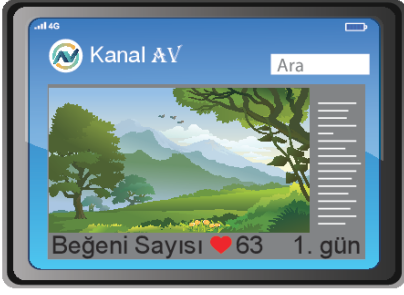 4G
Kanal AV
Ara
Beğeni Sayısı ❤ 63 1. gün